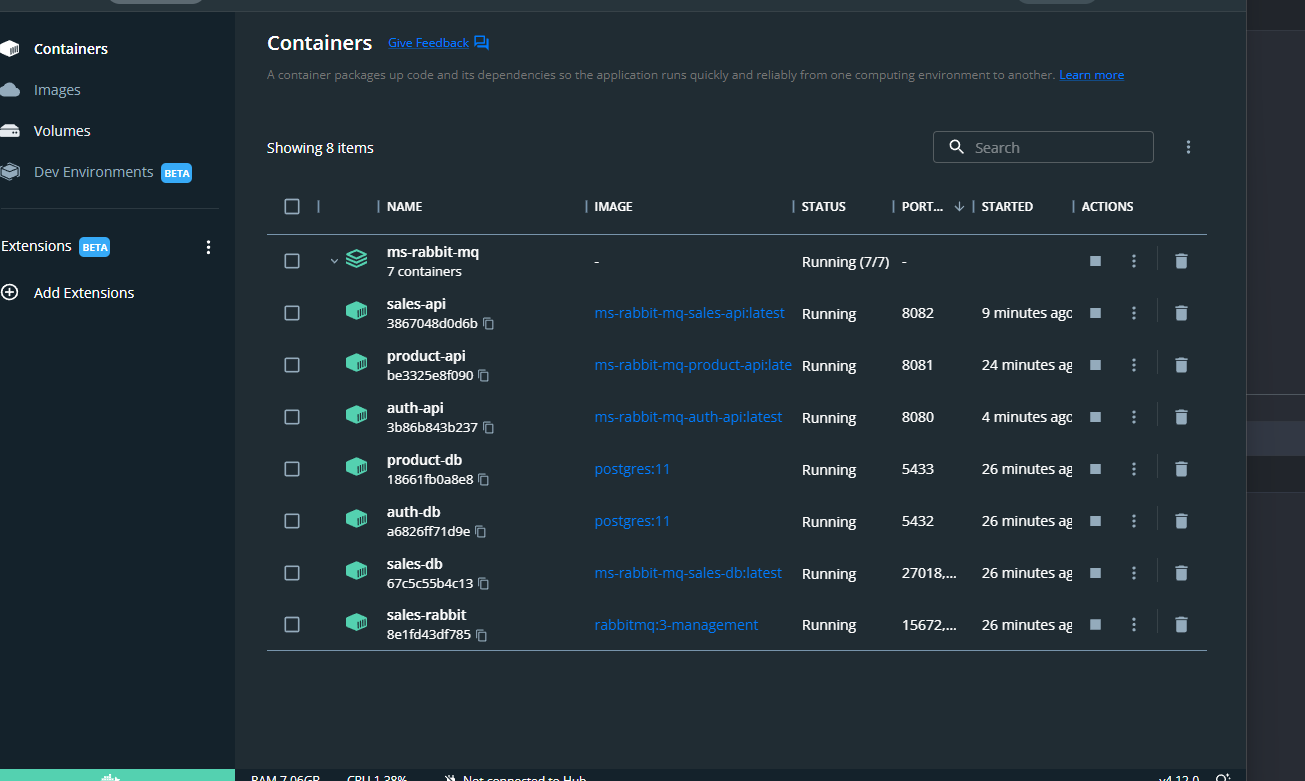 Containers
Images
Volumes
Dev Environments BETA
Extensions BETA
Add Extensions
Containers Give Feedback
A container packages up code and its dependencies so the application runs quickly and reliably from one computing environment to another. Learn more
Showing 8 items
Search
NAME IMAGE STATUS PORT... STARTED ACTIONS
ms-rabbit-mq
7 containers
- Running (7/7) -
sales-api
3867048d0d6b
ms-rabbit-mq-sales-api:latest Running 8082 9 minutes ago
product-api
be3325e8f090
ms-rabbit-mq-product-api:late Running 8081 24 minutes ag
auth-api
3b86b843b237
ms-rabbit-mq-auth-api:latest Running 8080 4 minutes ago
product-db
18661fb0a8e8
postgres:11 Running 5433 26 minutes ag
auth-db
a6826ff71d9e
postgres:11 Running 5432 26 minutes ag
sales-db
67c5c55b4c13
ms-rabbit-mq-sales-db:latest Running 27018,... 26 minutes ag
sales-rabbit
8e1fd43df785
rabbitmq:3-management Running 15672,... 26 minutes ag
RAM 7.06GB CPU 1.38% Not connected to Hub v4.12.0